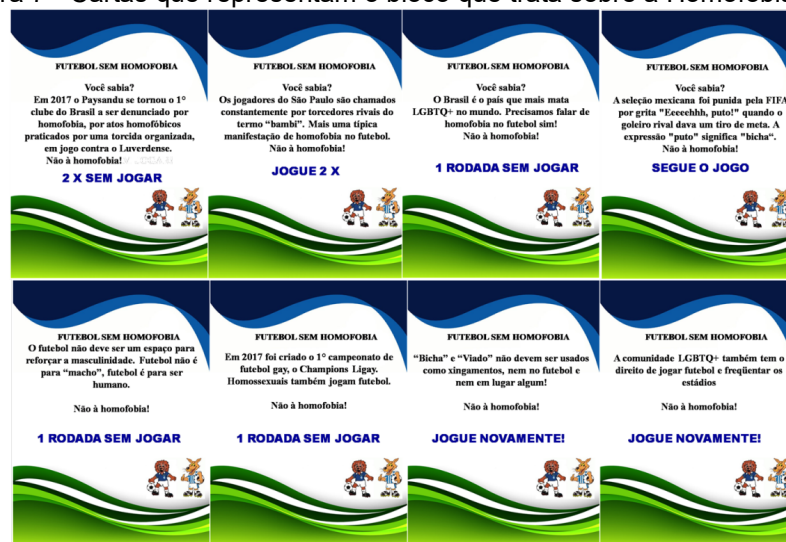 Cartas que representam o bloco que trata sobre a Homofobia
FUTEBOL SEM HOMOFOBIA
Você sabia?
Em 2017 o Paysandu se tornou o 1°
clube do Brasil a ser denunciado por
homofobia, por atos homofóbicos
praticados por uma torcida organizada,
em jogo contra o Luverdense.
Não à homofobia!
2 X SEM JOGAR
FUTEBOL SEM HOMOFOBIA
Você sabia?
Os jogadores do São Paulo são chamados
constantemente por torcedores rivais do
termo "bambi". Mais uma típica
manifestação de homofobia no futebol.
Não à homofobia!
JOGUE 2 X
FUTEBOL SEM HOMOFOBIA
Você sabia?
O Brasil é o país que mais mata
LGBTQ+ no mundo. Precisamos falar de
homofobia no futebol sim!
Não à homofobia!
1 RODADA SEM JOGAR
FUTEBOL SEM HOMOFOBIA
Você sabia?
A seleção mexicana foi punida pela FIFA
por grita "Eeeeehhh, puto!" quando o
goleiro rival dava um tiro de meta. A
expressão "puto" significa "bicha“.
Não à homofobia!
SEGUE O JOGO
FUTEBOL SEM HOMOFOBIA
O futebol não deve ser um espaço para
reforçar a masculinidade. Futebol não é
para “macho”, futebol é para ser
humano.
Não à homofobia!
1 RODADA SEM JOGAR
FUTEBOL SEM HOMOFOBIA
Em 2017 foi criado o 1° campeonato de
futebol gay, o Champions Ligay.
Homossexuais também jogam futebol.
Não à homofobia!
1 RODADA SEM JOGAR
FUTEBOL SEM HOMOFOBIA
“Bicha” e “Viado” não devem ser usados
como xingamentos, nem no futebol e
nem em lugar algum!
Não à homofobia!
JOGUE NOVAMENTE!
FUTEBOL SEM HOMOFOBIA
A comunidade LGBTQ+ também tem o
direito de jogar futebol e freqüentar os
estádios
Não à homofobia!
JOGUE NOVAMENTE!